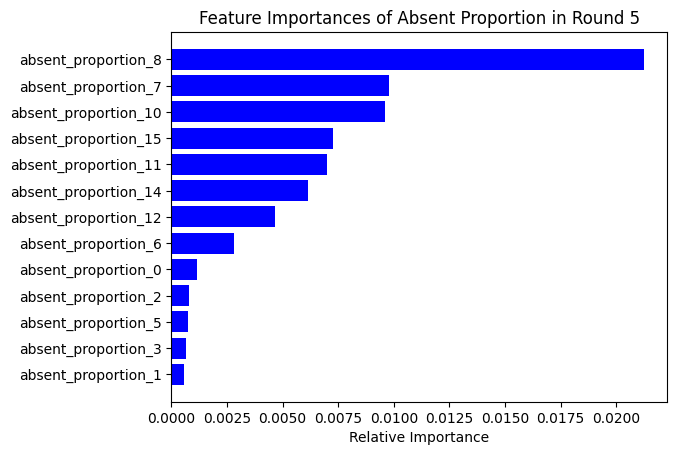 Feature Importances of Absent Proportion in Round 5
absent_proportion_8
absent_proportion_7
absent_proportion_10
absent_proportion_15
absent_proportion_11
absent_proportion_14
absent_proportion_12
absent_proportion_6
absent_proportion_0
absent_proportion_2
absent_proportion_5
absent_proportion_3
absent_proportion_1
0.0000 0.0025 0.0050 0.0075 0.0100 0.0125 0.0150 0.0175 0.0200
Relative Importance